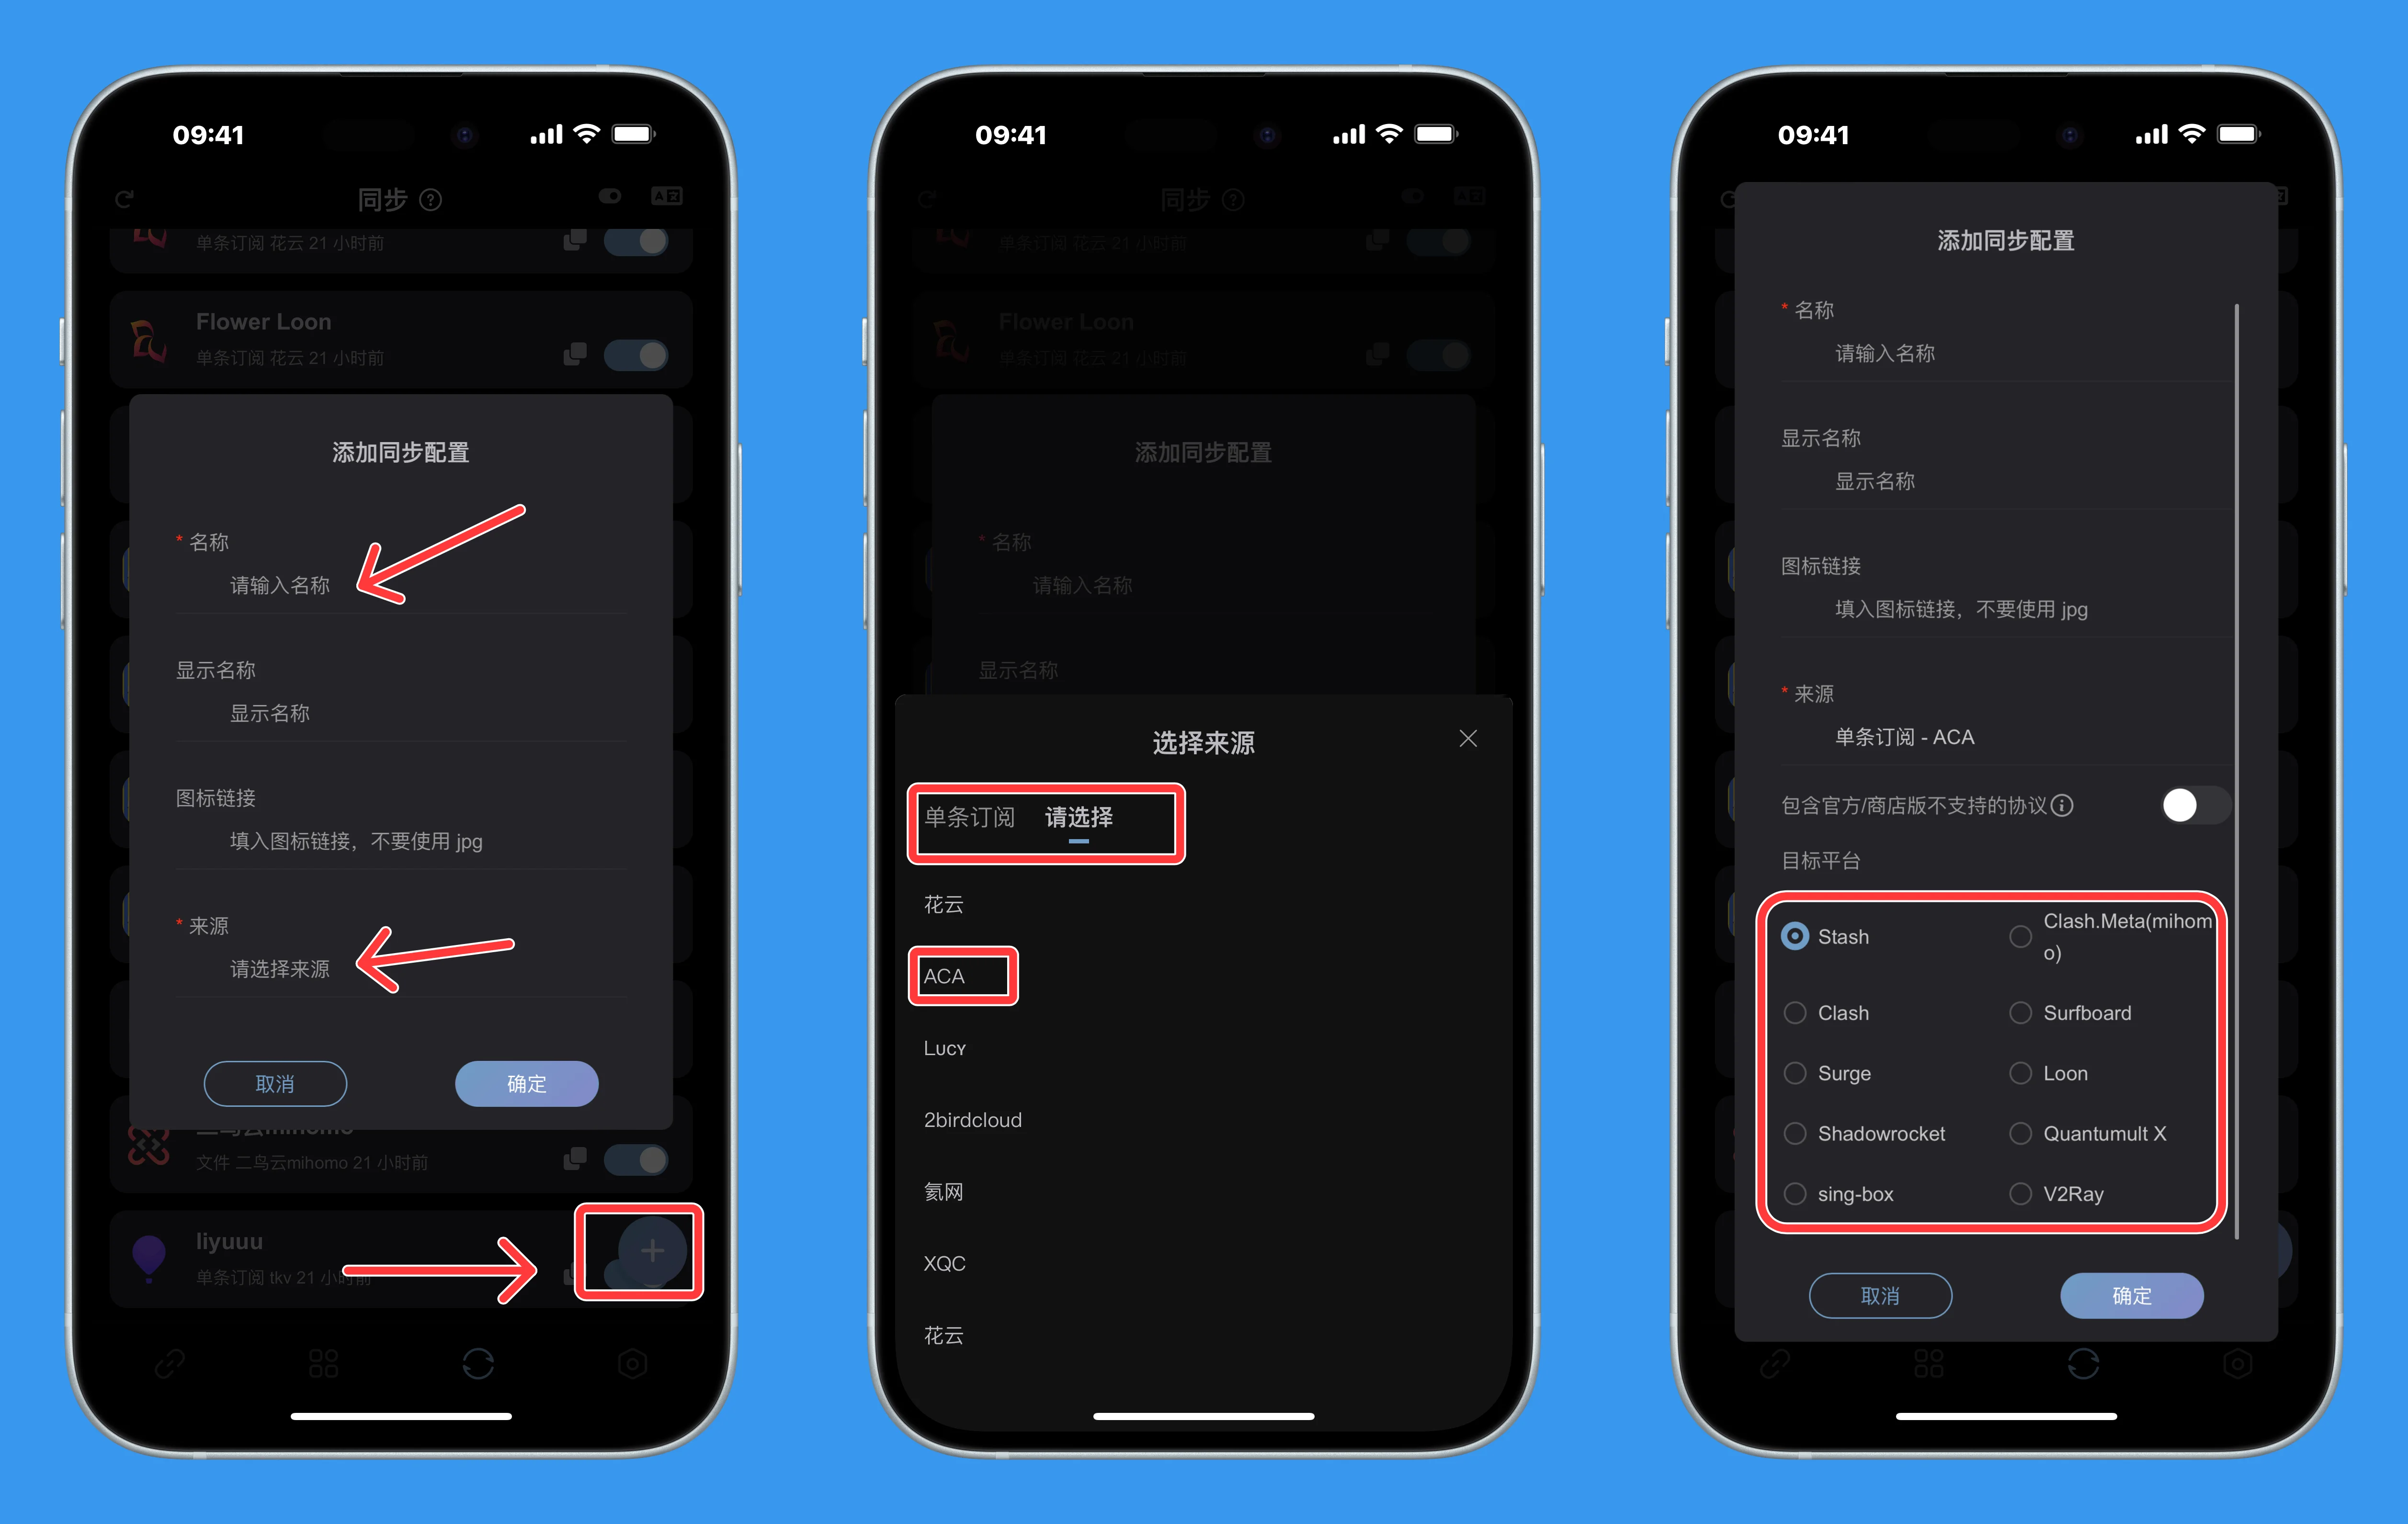 09:41
同步 ?
单条订阅 花云 21 小时前
Flower Loon
单条订阅 花云 21 小时前
添加同步配置
* 名称
请输入名称
显示名称
显示名称
图标链接
填入图标链接，不要使用 jpg
* 来源
请选择来源
取消
确定
二鸟云mihomo
文件 二鸟云mihomo 21 小时前
liyuuu
单条订阅 tkv 21 小时前
09:41
同步 ?
单条订阅 花云 21 小时前
Flower Loon
单条订阅 花云 21 小时前
添加同步配置
* 名称
请输入名称
显示名称
选择来源
单条订阅 请选择
花云
ACA
Lucy
2birdcloud
氦网
XQC
花云
09:41
添加同步配置
* 名称
请输入名称
显示名称
显示名称
图标链接
填入图标链接，不要使用 jpg
* 来源
单条订阅 - ACA
包含官方/商店版不支持的协议
目标平台
Stash
Clash.Meta(mihom
o)
Clash
Surfboard
Surge
Loon
Shadowrocket
Quantumult X
sing-box
V2Ray
取消
确定